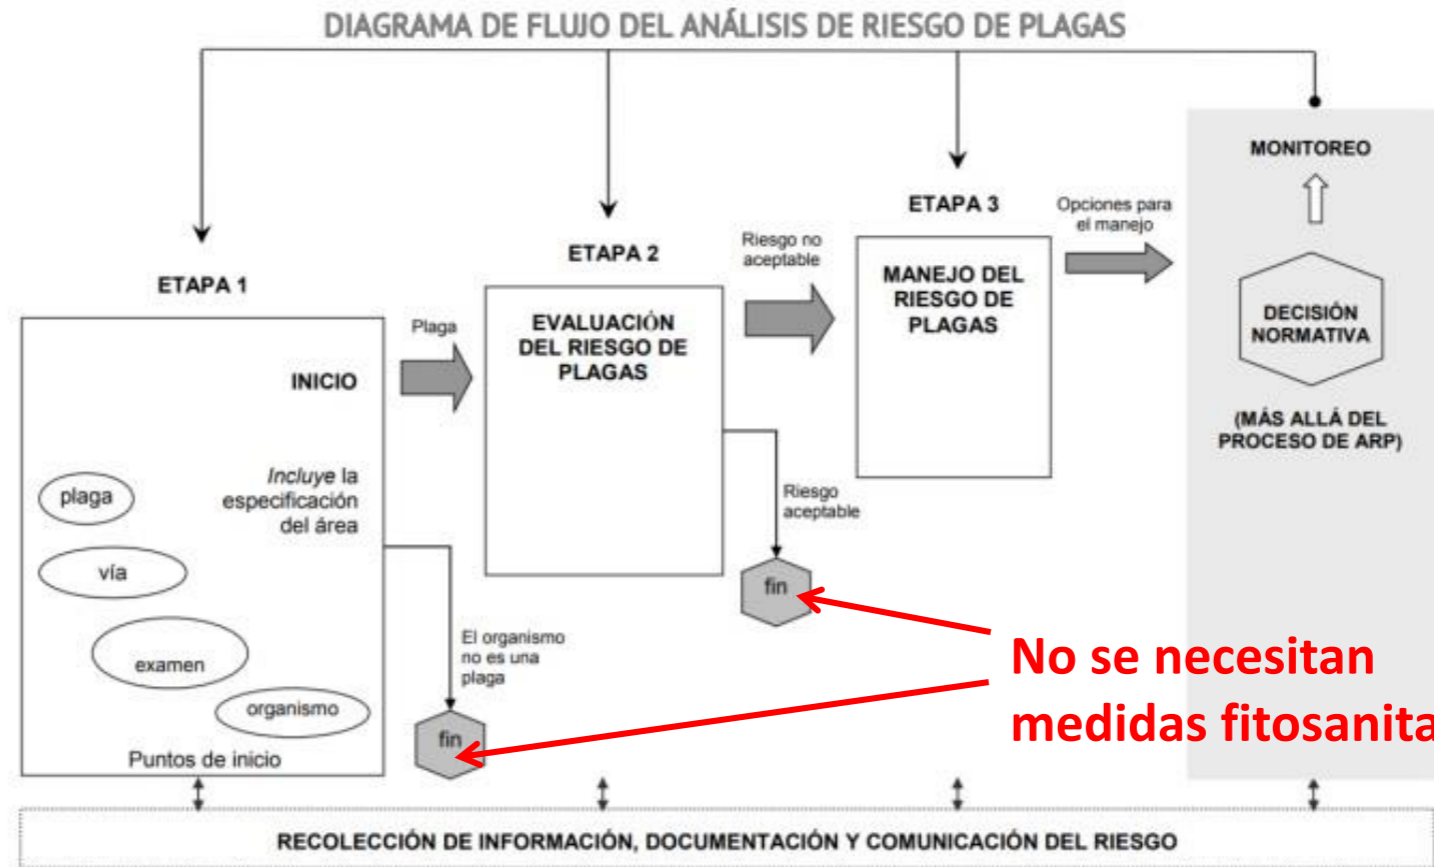 DIAGRAMA DE FLUJO DEL ANÁLISIS DE RIESGO DE PLAGAS
ETAPA 1
INICIO
Incluye la
especificación
del área
plaga
vía
examen
organismo
Puntos de inicio
Plaga
El organismo
no es una
plaga
fin
ETAPA 2
EVALUACIÓN
DEL RIESGO DE
PLAGAS
Riesgo no
aceptable
Riesgo
aceptable
fin
ETAPA 3
MANEJO DEL
RIESGO DE
PLAGAS
Opciones para
el manejo
MONITOREO
DECISIÓN
NORMATIVA
(MÁS ALLÁ DEL
PROCESO DE ARP)
No se necesitan
medidas fitosanita
RECOLECCIÓN DE INFORMACIÓN, DOCUMENTACIÓN Y COMUNICACIÓN DEL RIESGO